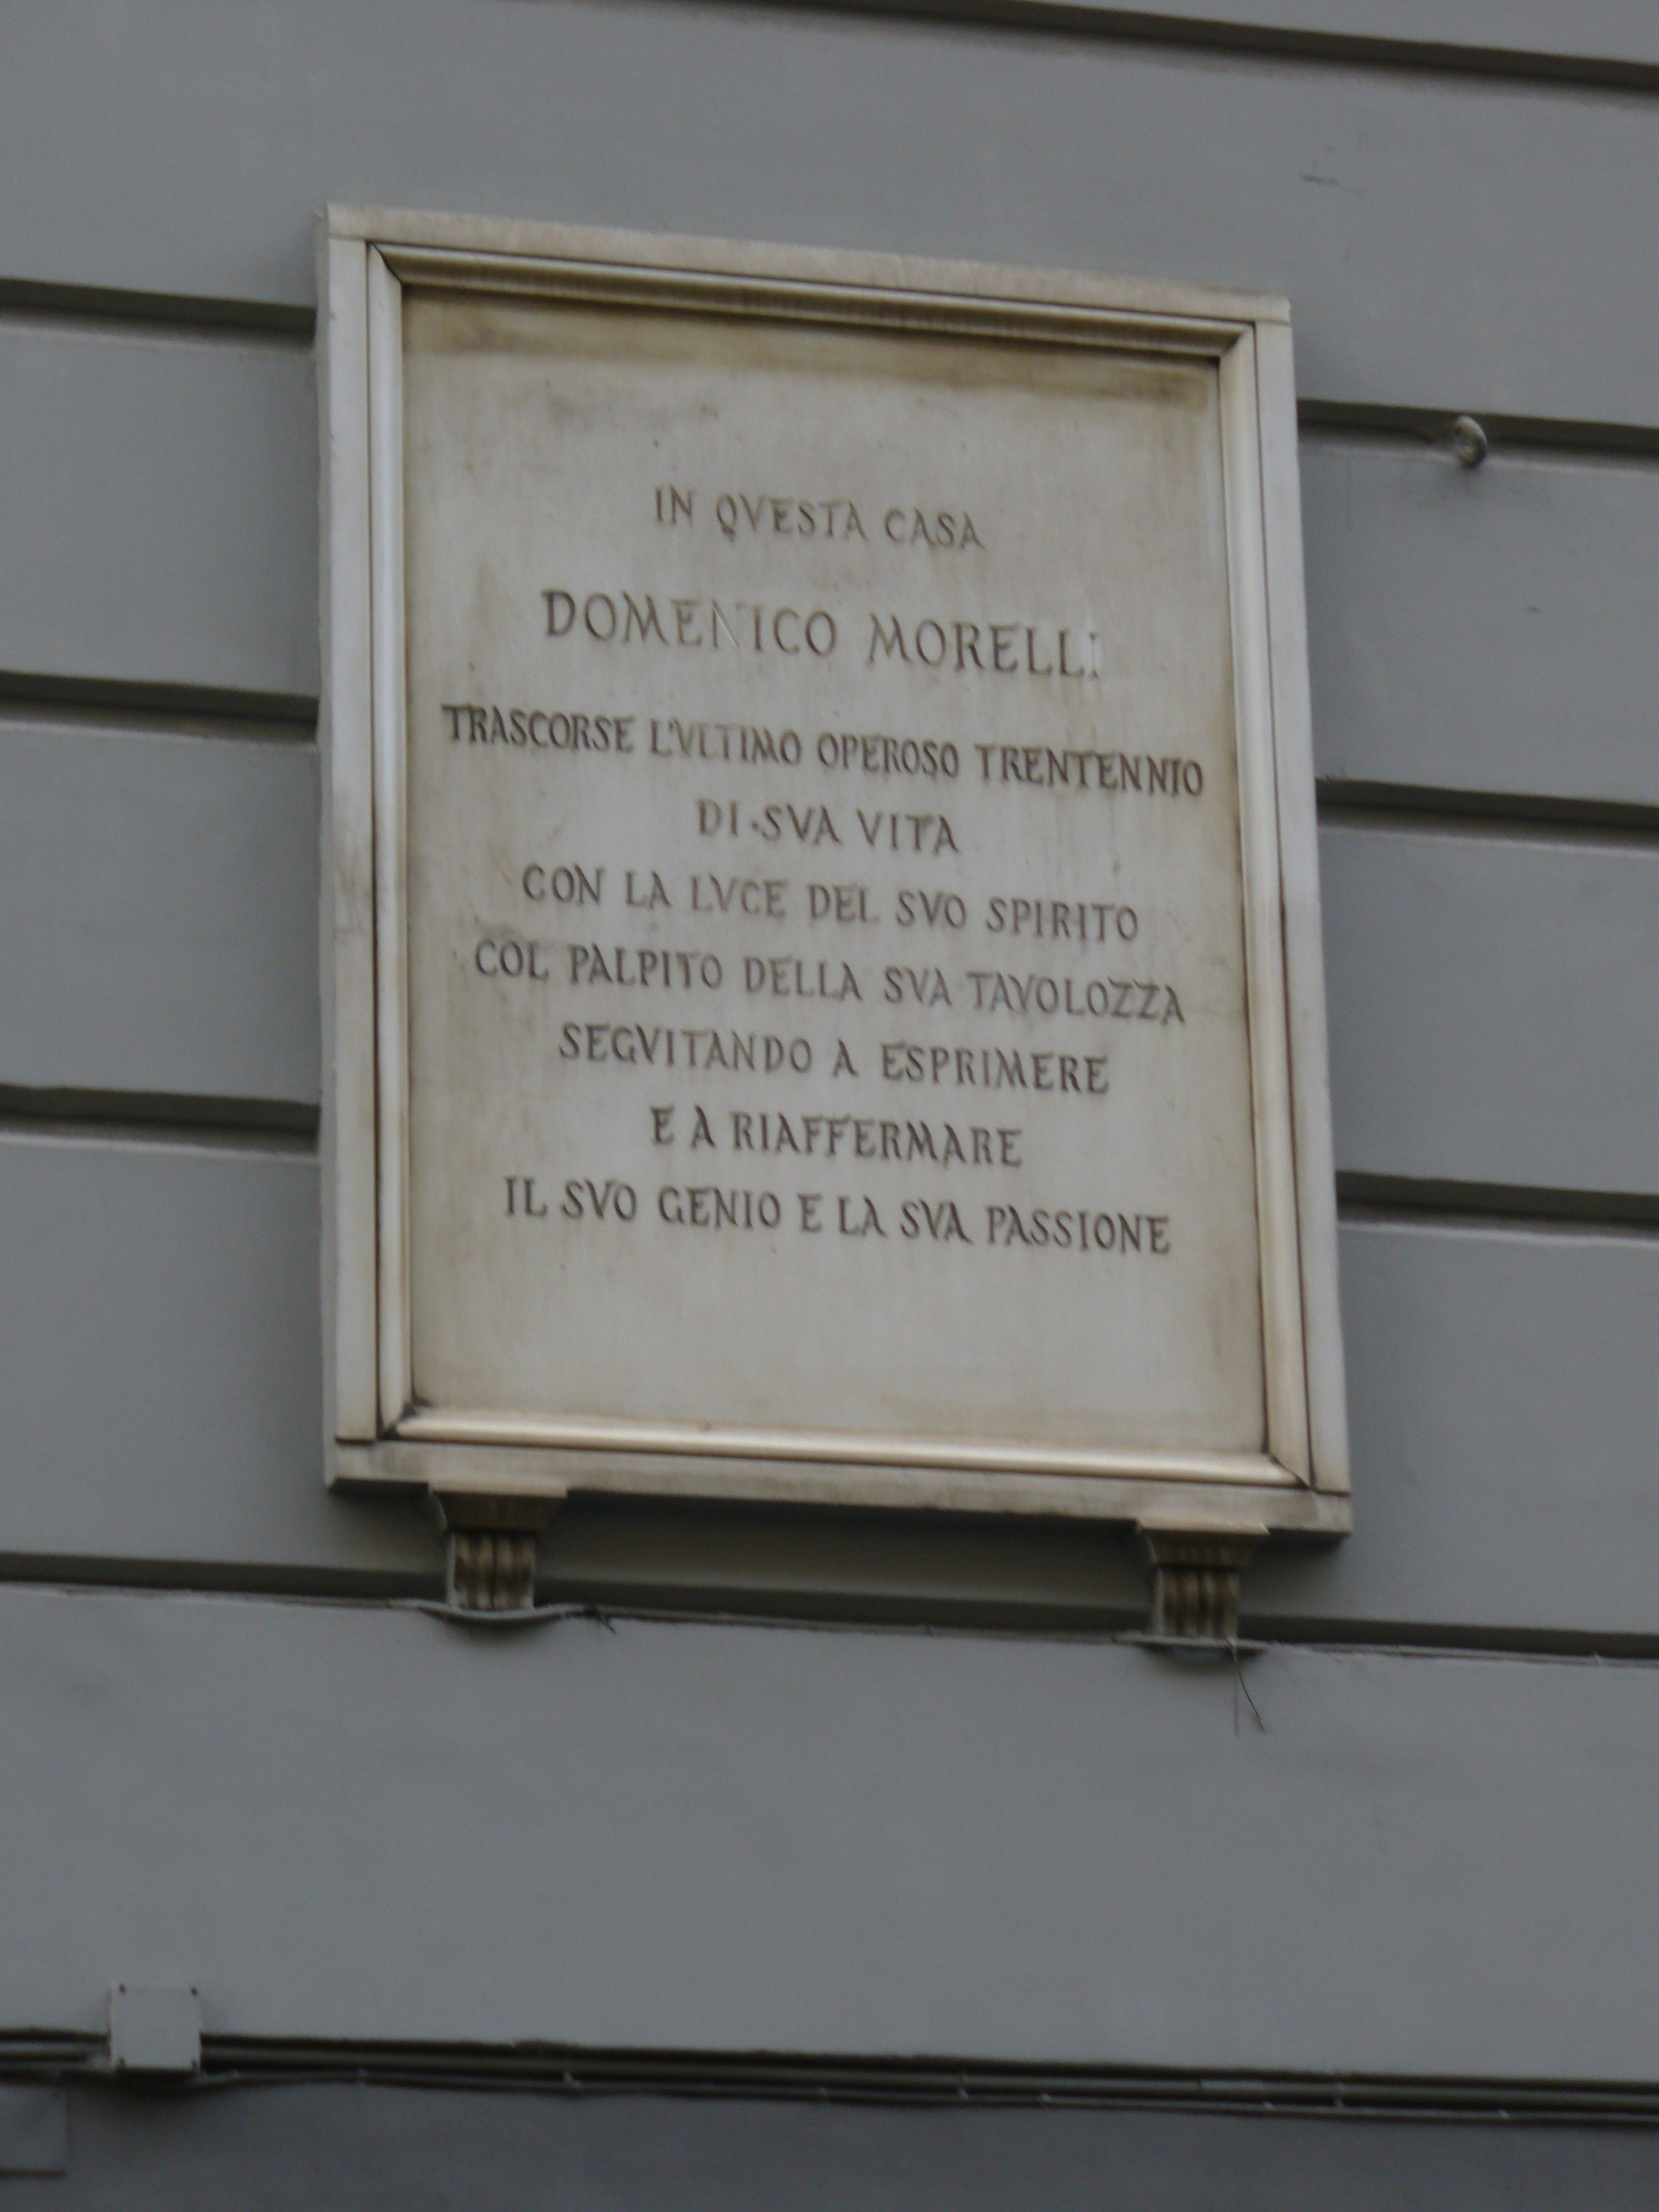 IN QVESTA CASA
DOMENICO MORELLI
TRASCORSE L'VLTIMO OPEROSO TRENTENNIO
DI SVA VITA
CON LA LVCE DEL SVO SPIRITO
COL PALPITO DELLA SVA TAVOLOZZA
SEGVITANDO A ESPRIMERE
E A RIAFFERMARE
IL SVO GENIO E LA SVA PASSIONE